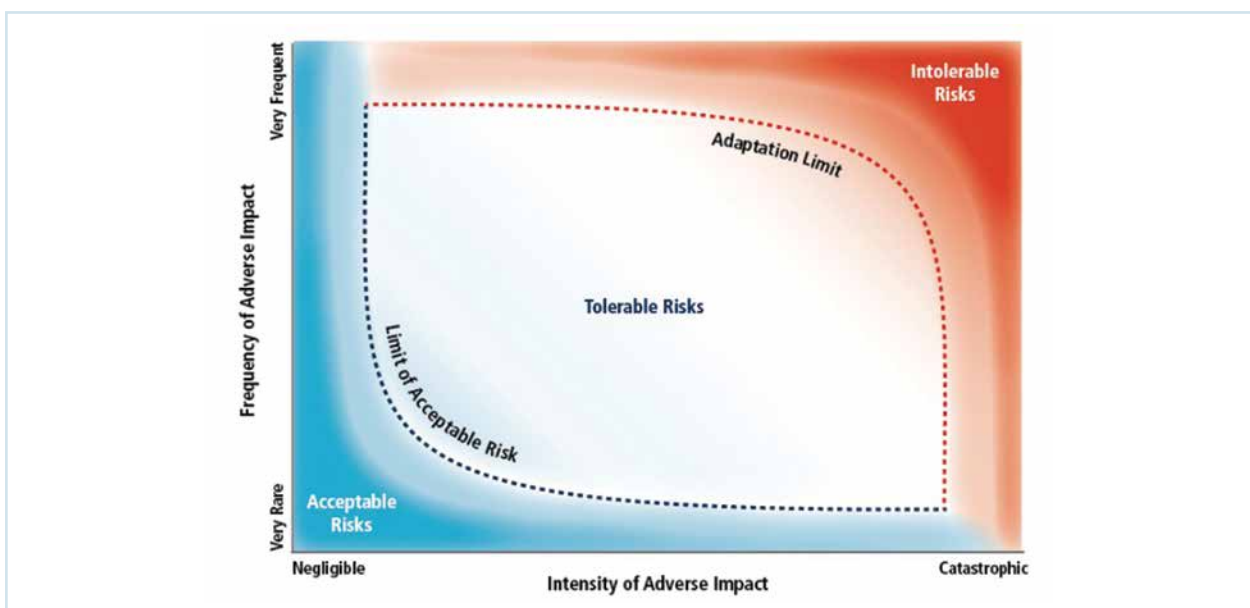 Very Frequent
Intolerable
Risks
Adaptation Limit
Frequency of Adverse Impact
Tolerable Risks
Limit of Acceptable Risk
Very Rare
Acceptable
Risks
Negligible
Catastrophic
Intensity of Adverse Impact